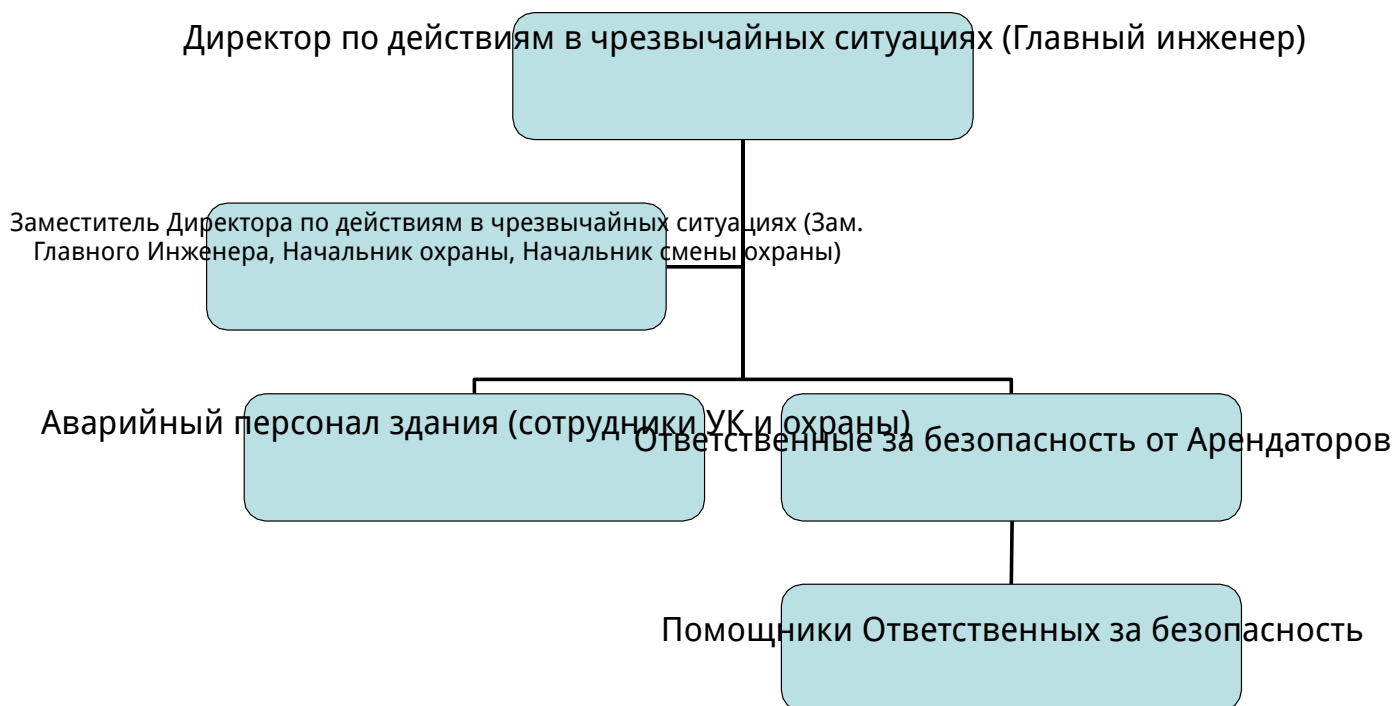 Директор по действиям в чрезвычайных ситуациях (Главный инженер)
Заместитель Директора по действиям в чрезвычайных ситуациях (Зам.
Главного Инженера, Начальник охраны, Начальник смены охраны)
Аварийный персонал здания (сотрудники УК и охраны)
Ответственные за безопасность от Арендаторов
Помощники Ответственных за безопасность